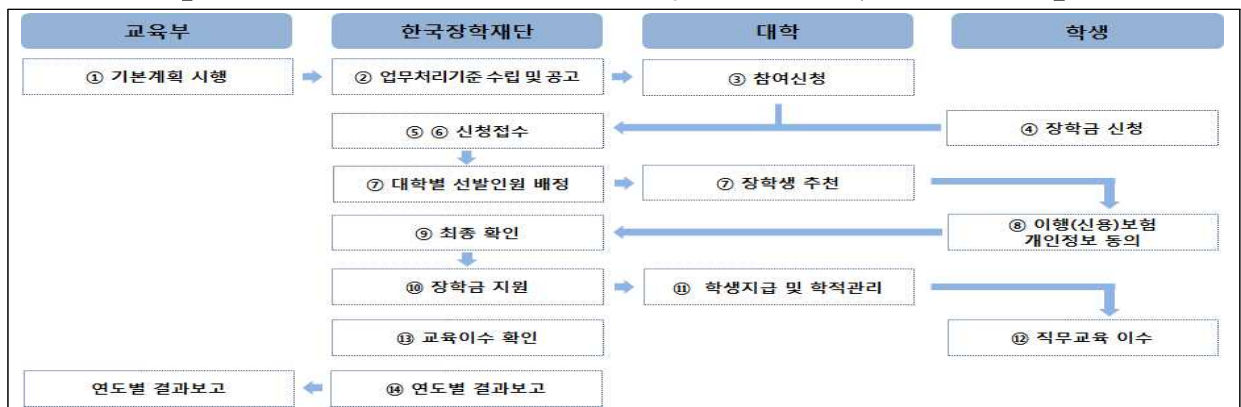 교육부 한국장학재단 대학 학생
① 기본계획 시행 ② 업무처리기준 수립 및 공고 ③ 참여신청
⑤ ⑥ 신청접수 ④ 장학금 신청
⑦ 대학별 선발인원 배정 ⑦ 장학생 추천
⑨ 최종 확인 ⑧ 이행(신용)보험
개인정보 동의
⑩ 장학금 지원 ⑪ 학생지급 및 학적관리
⑬ 교육이수 확인 ⑫ 직무교육 이수
연도별 결과보고 ⑭ 연도별 결과보고